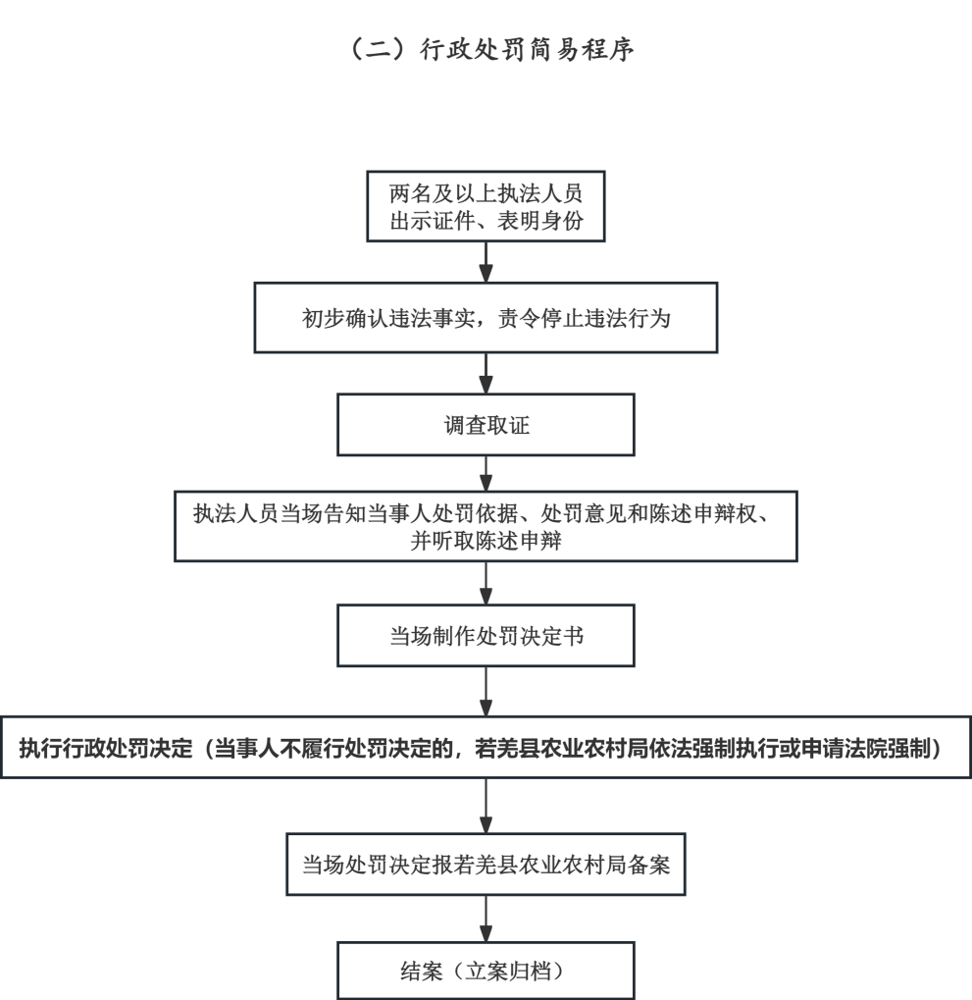 （二）行政处罚简易程序
两名及以上执法人员
出示证件、表明身份
初步确认违法事实，责令停止违法行为
调查取证
执法人员当场告知当事人处罚依据、处罚意见和陈述申辩权、
并听取陈述申辩
当场制作处罚决定书
执行行政处罚决定（当事人不履行处罚决定的，若羌县农业农村局依法强制执行或申请法院强制）
当场处罚决定报若羌县农业农村局备案
结案（立案归档）